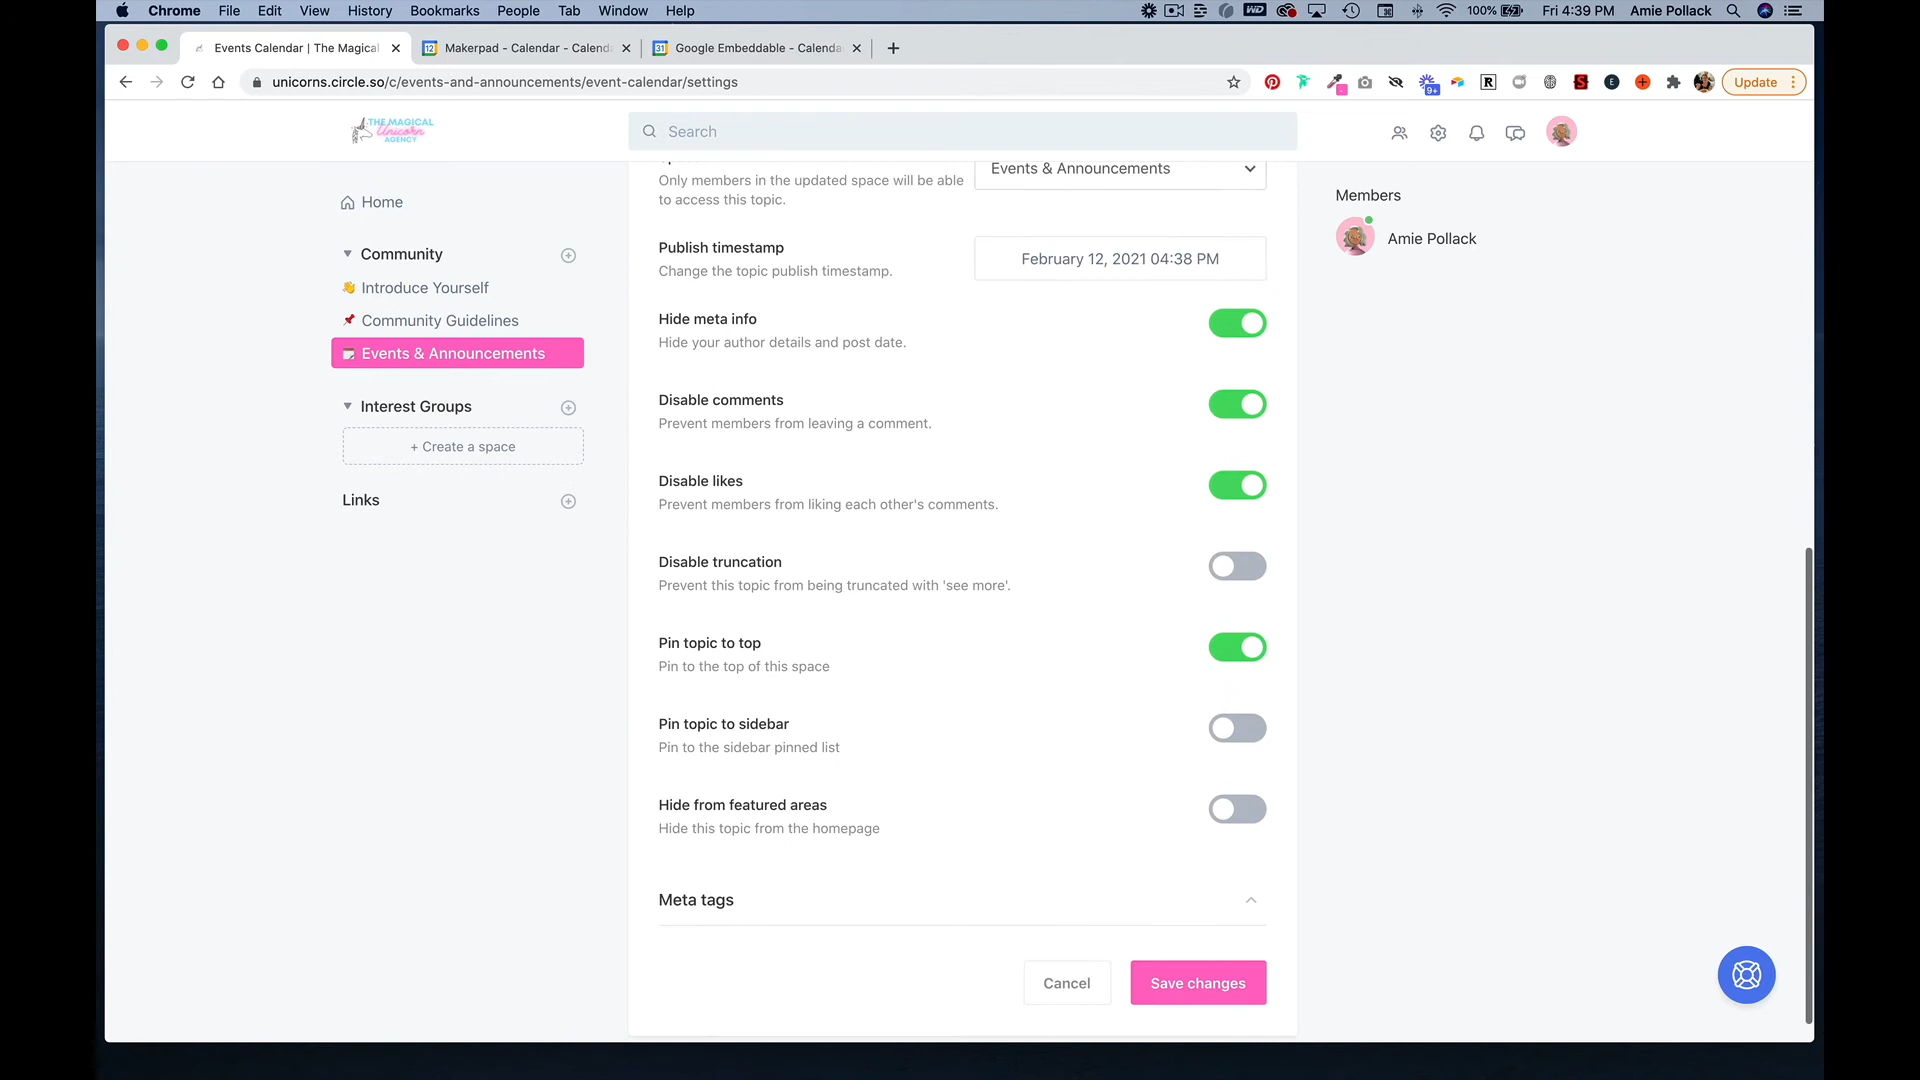 Chrome File Edit View History Bookmarks People Tab Window Help
100% Fri 4:39 PM Amie Pollack
Events Calendar | The Magical
Makerpad - Calendar - Calenda
Google Embeddable - Calenda
unicorns.circle.so/c/events-and-announcements/event-calendar/settings
Update
THE MAGICAL
Unicorn
AGENCY
Search
Home
Community
Introduce Yourself
Community Guidelines
Events & Announcements
Interest Groups
+ Create a space
Links
Only members in the updated space will be able
to access this topic.
Events & Announcements
Publish timestamp
Change the topic publish timestamp.
February 12, 2021 04:38 PM
Hide meta info
Hide your author details and post date.
Disable comments
Prevent members from leaving a comment.
Disable likes
Prevent members from liking each other's comments.
Disable truncation
Prevent this topic from being truncated with 'see more'.
Pin topic to top
Pin to the top of this space
Pin topic to sidebar
Pin to the sidebar pinned list
Hide from featured areas
Hide this topic from the homepage
Meta tags
Cancel
Save changes
Members
Amie Pollack